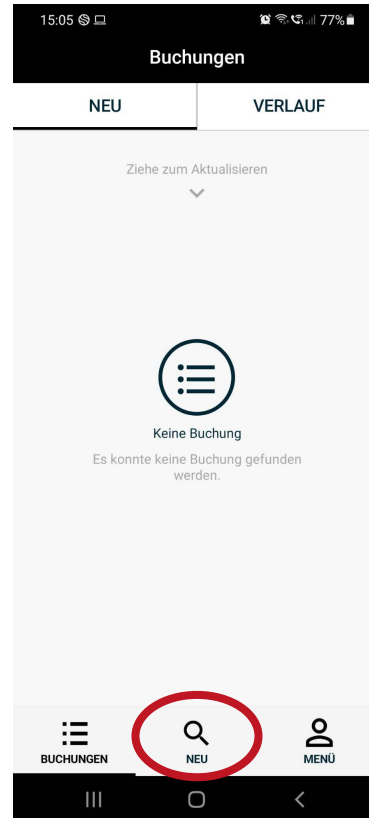 15:05 77%
Buchungen
NEU VERLAUF
Ziehe zum Aktualisieren
Keine Buchung
Es konnte keine Buchung gefunden
werden.
BUCHUNGEN NEU MENÜ